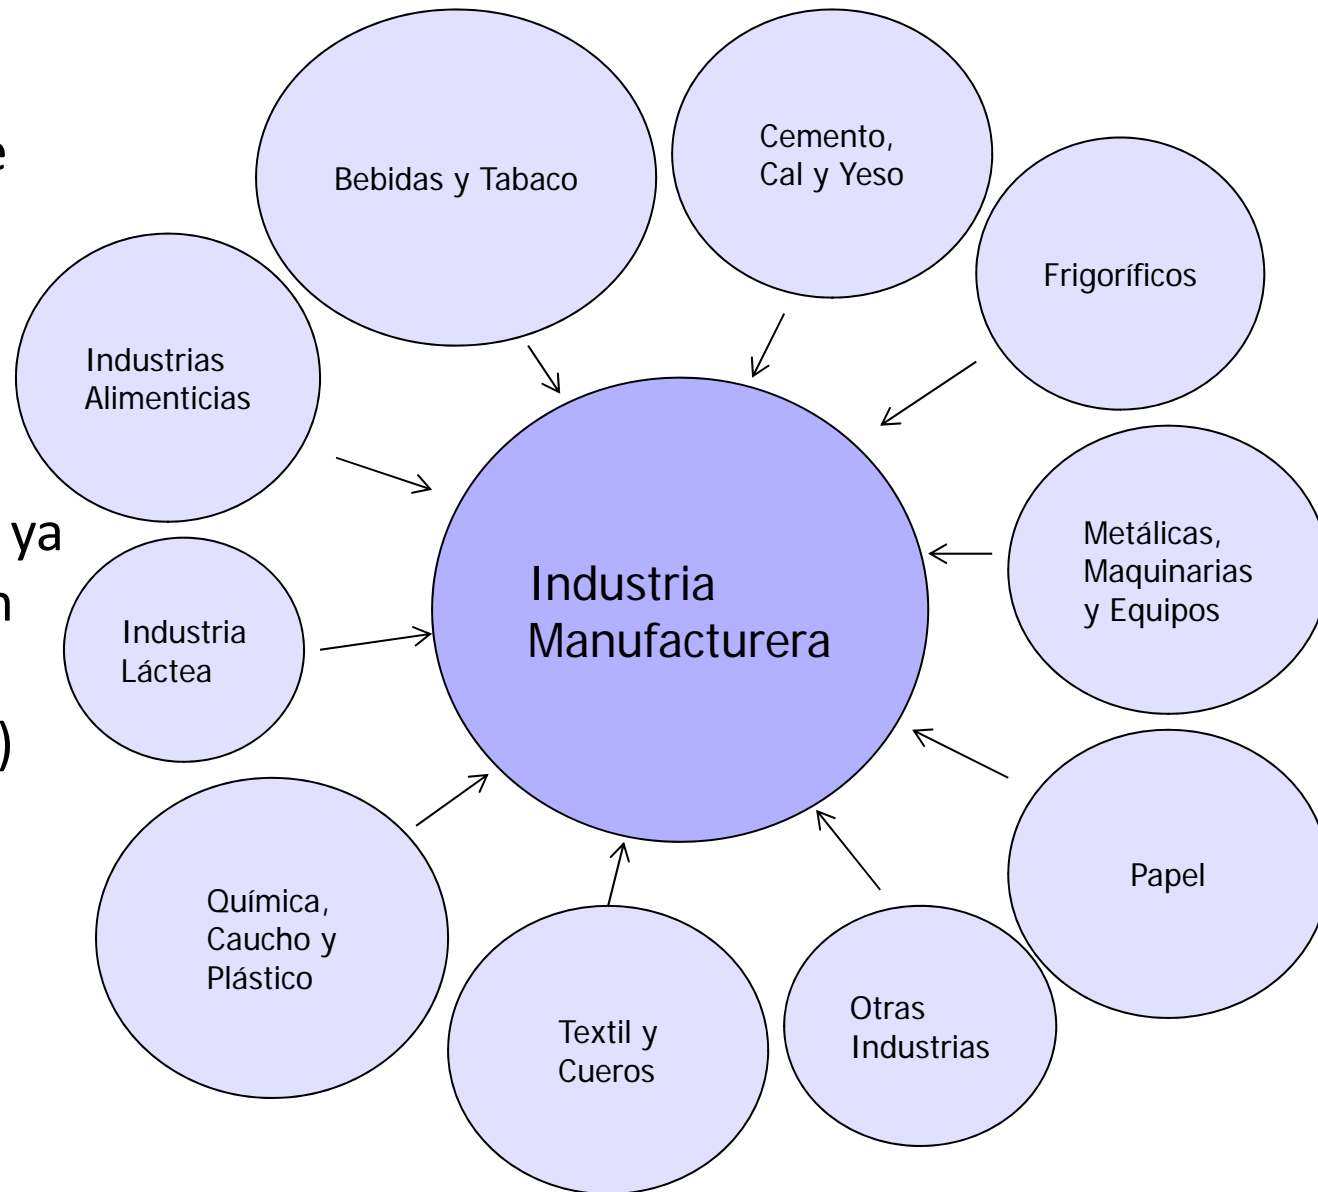 e
ya
n
)
Bebidas y Tabaco
Cemento,
Cal y Yeso
Frigoríficos
Industrias
Alimenticias
Metálicas,
Maquinarias
y Equipos
Industria
Manufacturera
Industria
Láctea
Papel
Química,
Caucho y
Plástico
Otras
Industrias
Textil y
Cueros